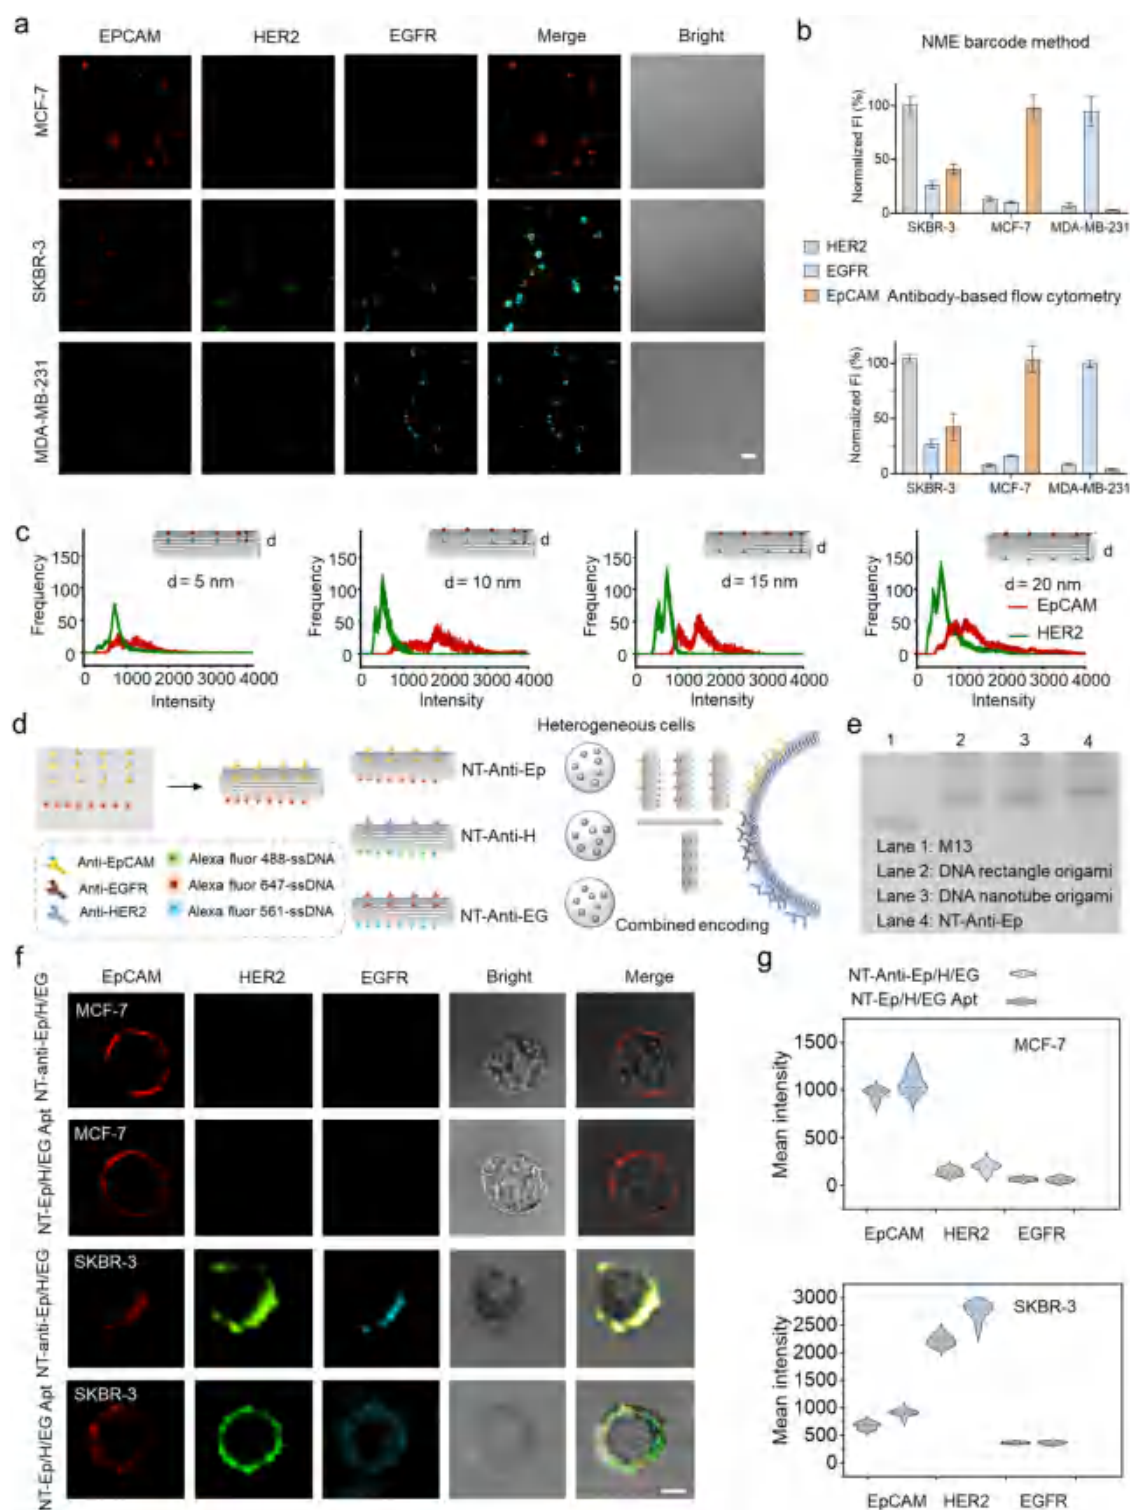 a
EPCAM HER2 EGFR Merge Bright
MCF-7
SKBR-3
MDA-MB-231
b
NME barcode method
Normalized FI (%)
100
50
0
SKBR-3 MCF-7 MDA-MB-231
HER2
EGFR
EpCAM
Antibody-based flow cytometry
Normalized FI (%)
100
50
0
SKBR-3 MCF-7 MDA-MB-231
c
Frequency
150
100
50
0
d
d = 5 nm
0 1000 2000 3000 4000
Intensity
Frequency
150
100
50
0
d
d = 10 nm
0 1000 2000 3000 4000
Intensity
Frequency
150
100
50
0
d
d = 15 nm
0 1000 2000 3000 4000
Intensity
Frequency
150
100
50
0
d
d = 20 nm
EpCAM
HER2
0 1000 2000 3000 4000
Intensity
d
Heterogeneous cells
NT-Anti-Ep
NT-Anti-H
NT-Anti-EG
Combined encoding
Anti-EpCAM Alexa fluor 488-ssDNA
Anti-EGFR Alexa fluor 647-ssDNA
Anti-HER2 Alexa fluor 561-ssDNA
e
1 2 3 4
Lane 1: M13
Lane 2: DNA rectangle origami
Lane 3: DNA nanotube origami
Lane 4: NT-Anti-Ep
f
EpCAM HER2 EGFR Bright Merge
NT-anti-Ep/H/EG
MCF-7
NT-Ep/H/EG Apt
MCF-7
NT-anti-Ep/H/EG
SKBR-3
NT-Ep/H/EG Apt
SKBR-3
g
NT-Anti-Ep/H/EG
NT-Ep/H/EG Apt
Mean intensity
1500
1000
500
0
MCF-7
EpCAM HER2 EGFR
Mean intensity
3000
2500
2000
1500
1000
500
0
SKBR-3
EpCAM HER2 EGFR